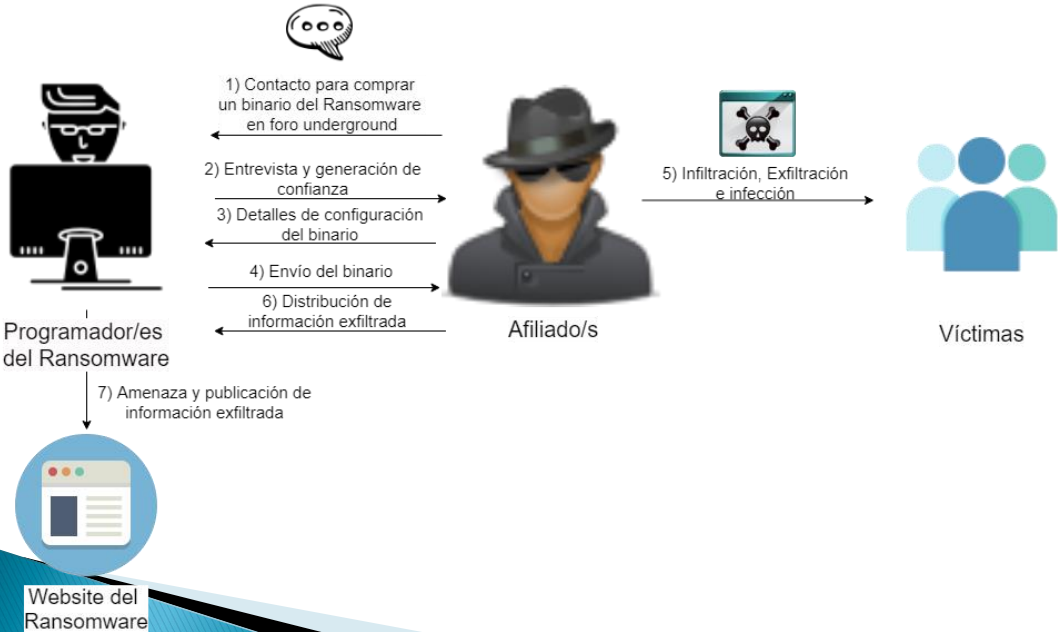 1) Contacto para comprar
un binario del Ransomware
en foro underground
2) Entrevista y generación de
confianza
3) Detalles de configuración
del binario
4) Envío del binario
6) Distribución de
información exfiltrada
5) Infiltración, Exfiltración
e infección
Programador/es
del Ransomware
Afiliado/s
Víctimas
7) Amenaza y publicación de
información exfiltrada
Website del
Ransomware